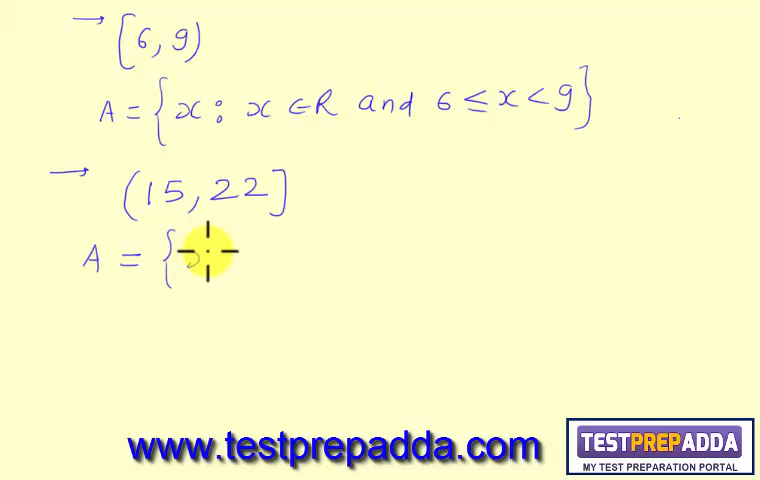 → [6, 9)
A = {x : x ∈ R and 6 ≤ x < 9}
→ (15, 22]
A = {
www.testprepadda.com
TESTPREPADDA
MY TEST PREPARATION PORTAL